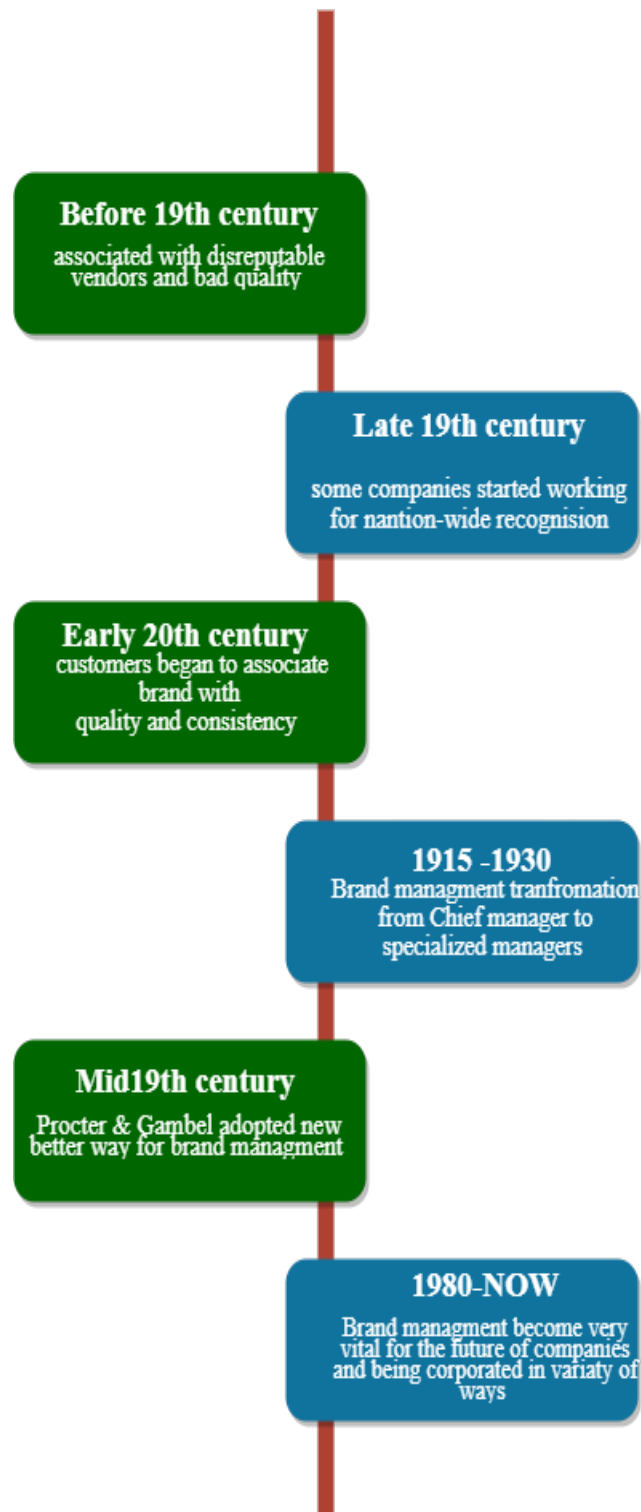 Before 19th century
associated with disreputable
vendors and bad quality
Late 19th century
some companies started working
for nantion-wide recognision
Early 20th century
customers began to associate
brand with
quality and consistency
1915 -1930
Brand managment tranfromation
from Chief manager to
specialized managers
Mid19th century
Procter & Gambel adopted new
better way for brand managment
1980-NOW
Brand managment become very
vital for the future of companies
and being corporated in variaty of
ways